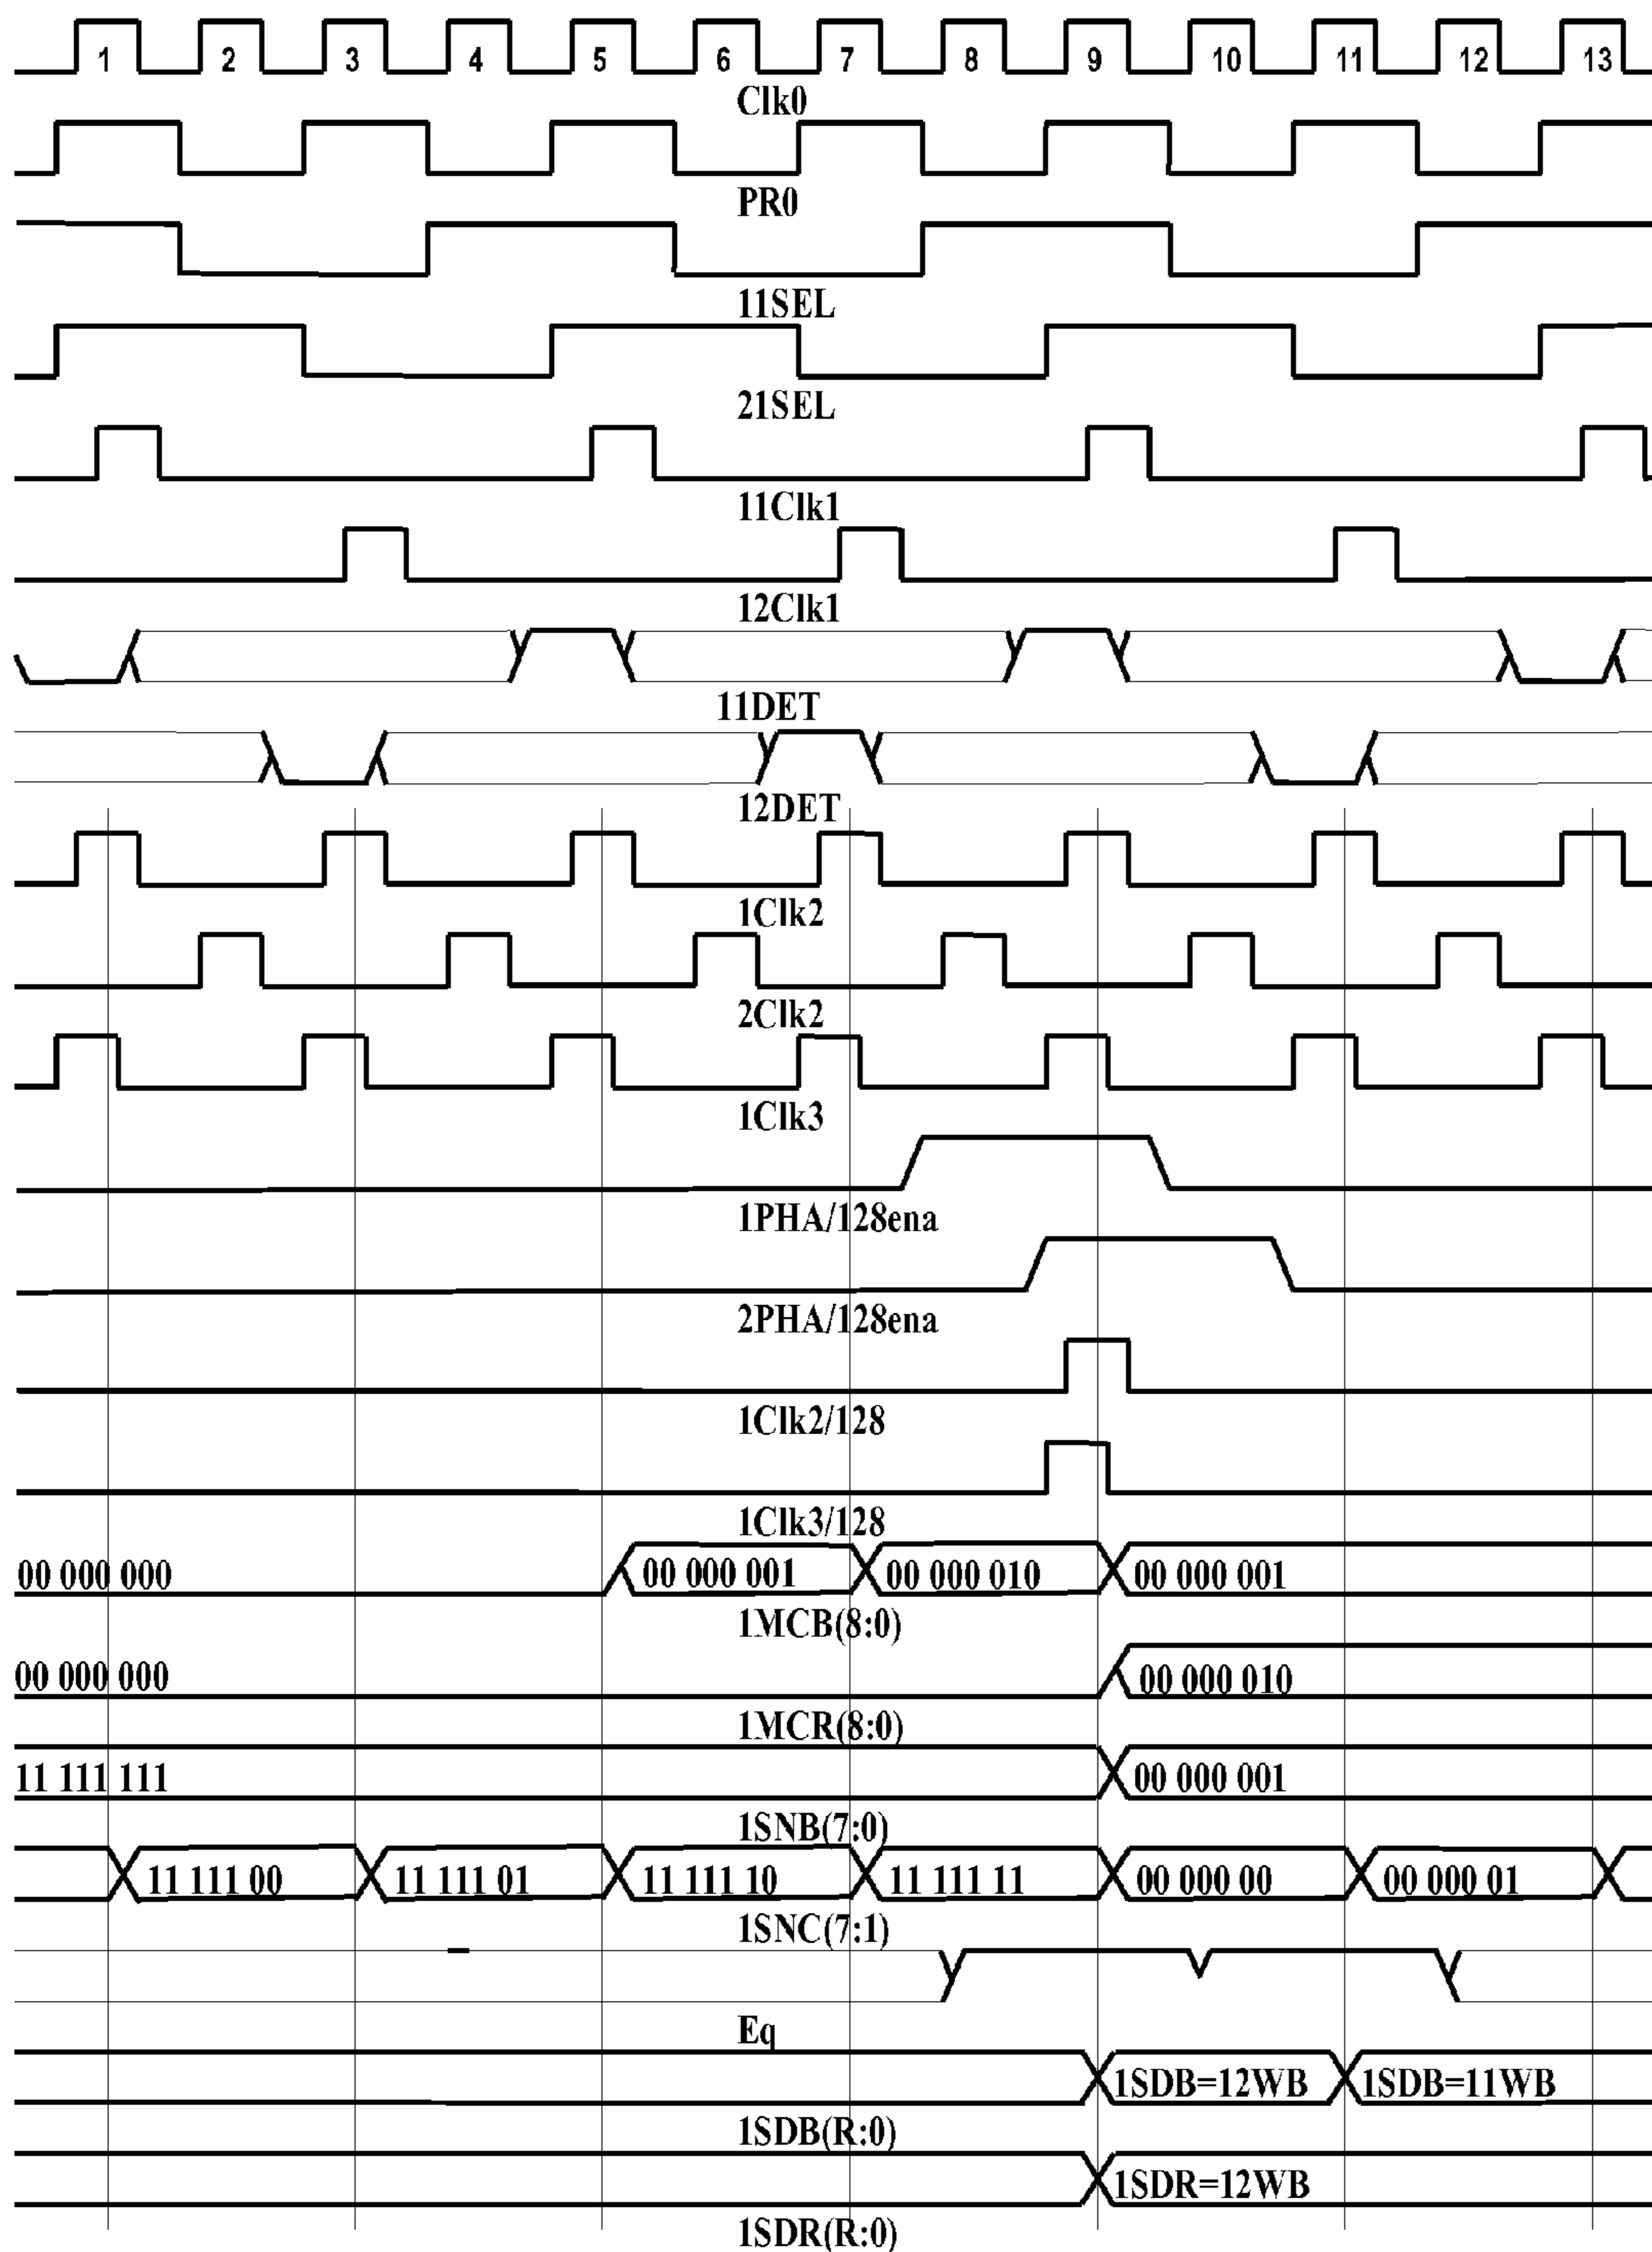 1 2 3 4 5 6 7 8 9 10 11 12 13
Clk0
PR0
11SEL
21SEL
11Clk1
12Clk1
11DET
12DET
1Clk2
2Clk2
1Clk3
1PHA/128ena
2PHA/128ena
1Clk2/128
1Clk3/128
00 000 000 00 000 001 00 000 010 00 000 001
1MCB(8:0)
00 000 000 00 000 010
1MCR(8:0)
11 111 111 00 000 001
1SNB(7:0)
11 111 00 11 111 01 11 111 10 11 111 11 00 000 00 00 000 01
1SNC(7:1)
Eq
1SDB=12WB 1SDB=11WB
1SDB(R:0)
1SDR=12WB
1SDR(R:0)